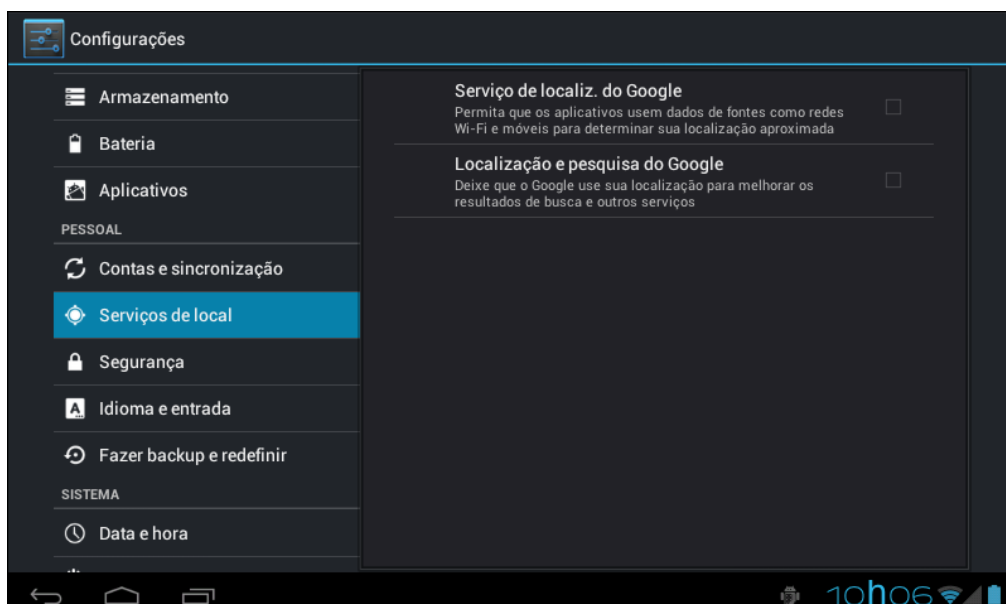 Configurações
Armazenamento
Bateria
Aplicativos
PESSOAL
Contas e sincronização
Serviços de local
Segurança
Idioma e entrada
Fazer backup e redefinir
SISTEMA
Data e hora
Serviço de localiz. do Google
Permita que os aplicativos usem dados de fontes como redes
Wi-Fi e móveis para determinar sua localização aproximada
Localização e pesquisa do Google
Deixe que o Google use sua localização para melhorar os
resultados de busca e outros serviços
10h06